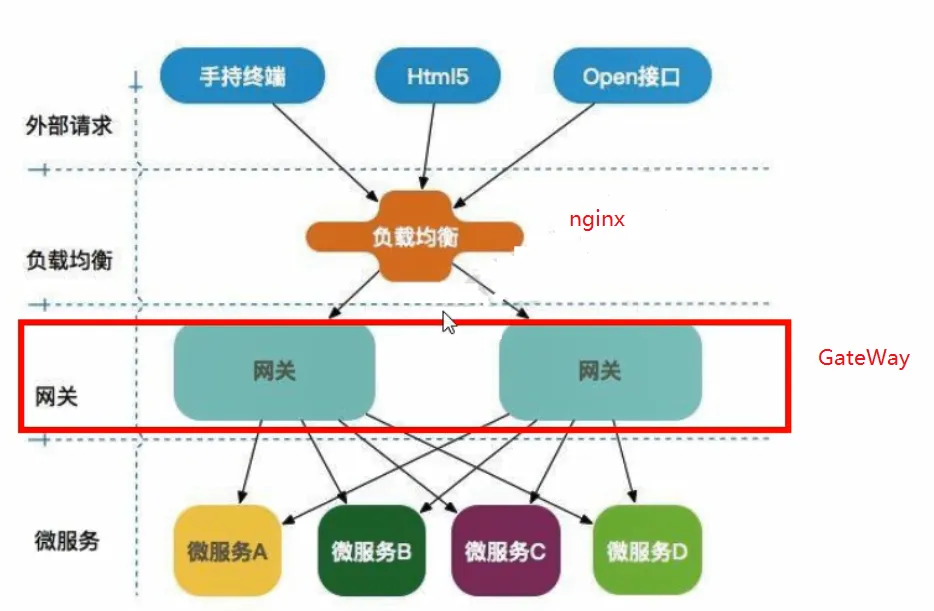 手持终端
Html5
Open接口
外部请求
nginx
负载均衡
负载均衡
GateWay
网关
网关
网关
微服务
微服务A
微服务B
微服务C
微服务D